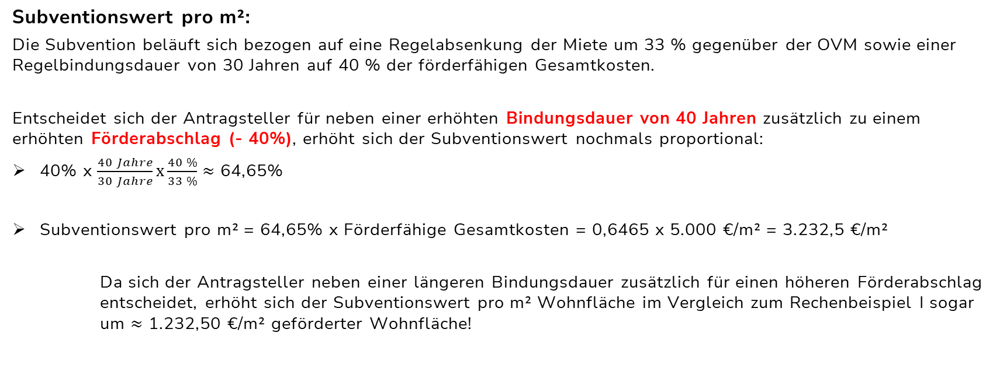 Subventionswert pro m²:
Die Subvention beläuft sich bezogen auf eine Regelabsenkung der Miete um 33 % gegenüber der OVM sowie einer
Regelbindungsdauer von 30 Jahren auf 40 % der förderfähigen Gesamtkosten.
Entscheidet sich der Antragsteller für neben einer erhöhten Bindungsdauer von 40 Jahren zusätzlich zu einem
erhöhten Förderabschlag (- 40%), erhöht sich der Subventionswert nochmals proportional:
➢ 40% x 40 Jahre/30 Jahre x 40 %/33 % ≈ 64,65%
➢ Subventionswert pro m² = 64,65% x Förderfähige Gesamtkosten = 0,6465 x 5.000 €/m² = 3.232,5 €/m²
Da sich der Antragsteller neben einer längeren Bindungsdauer zusätzlich für einen höheren Förderabschlag
entscheidet, erhöht sich der Subventionswert pro m² Wohnfläche im Vergleich zum Rechenbeispiel I sogar
um ≈ 1.232,50 €/m² geförderter Wohnfläche!